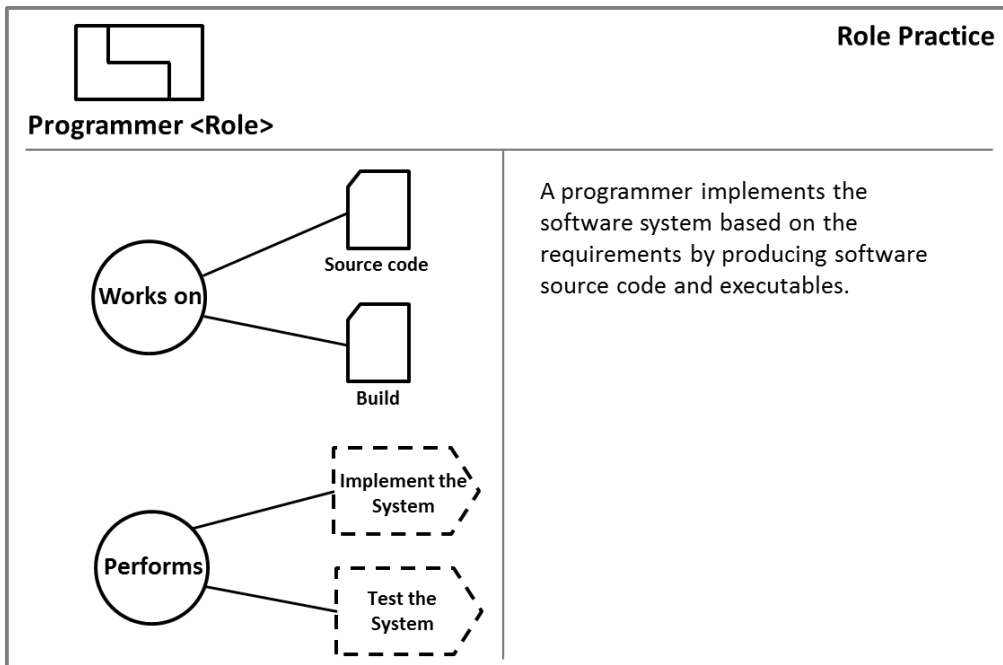 Role Practice
Programmer <Role>
Source code
Works on
Build
Implement the
System
Performs
Test the
System
A programmer implements the
software system based on the
requirements by producing software
source code and executables.